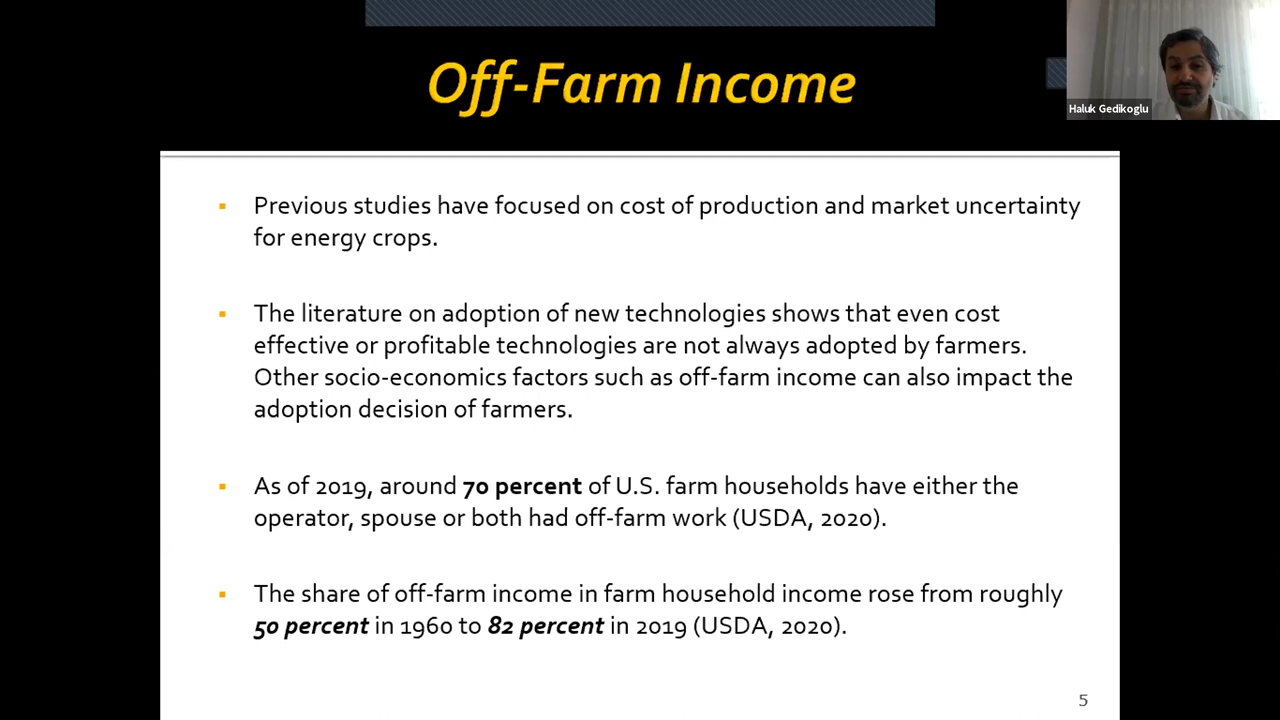 Off-Farm Income
Haluk Gedikoglu
▪ Previous studies have focused on cost of production and market uncertainty
for energy crops.
▪ The literature on adoption of new technologies shows that even cost
effective or profitable technologies are not always adopted by farmers.
Other socio-economics factors such as off-farm income can also impact the
adoption decision of farmers.
▪ As of 2019, around 70 percent of U.S. farm households have either the
operator, spouse or both had off-farm work (USDA, 2020).
▪ The share of off-farm income in farm household income rose from roughly
50 percent in 1960 to 82 percent in 2019 (USDA, 2020).
5